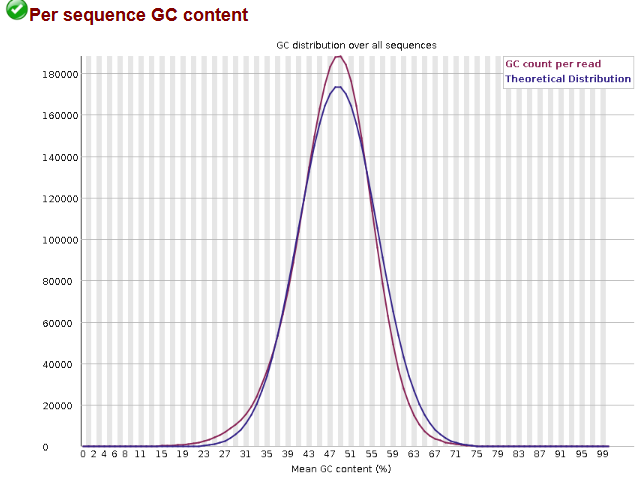 Per sequence GC content
GC distribution over all sequences
GC count per read
Theoretical Distribution
180000
160000
140000
120000
100000
80000
60000
40000
20000
0
0 2 4 6 8 11 15 19 23 27 31 35 39 43 47 51 55 59 63 67 71 75 79 83 87 91 95 99
Mean GC content (%)